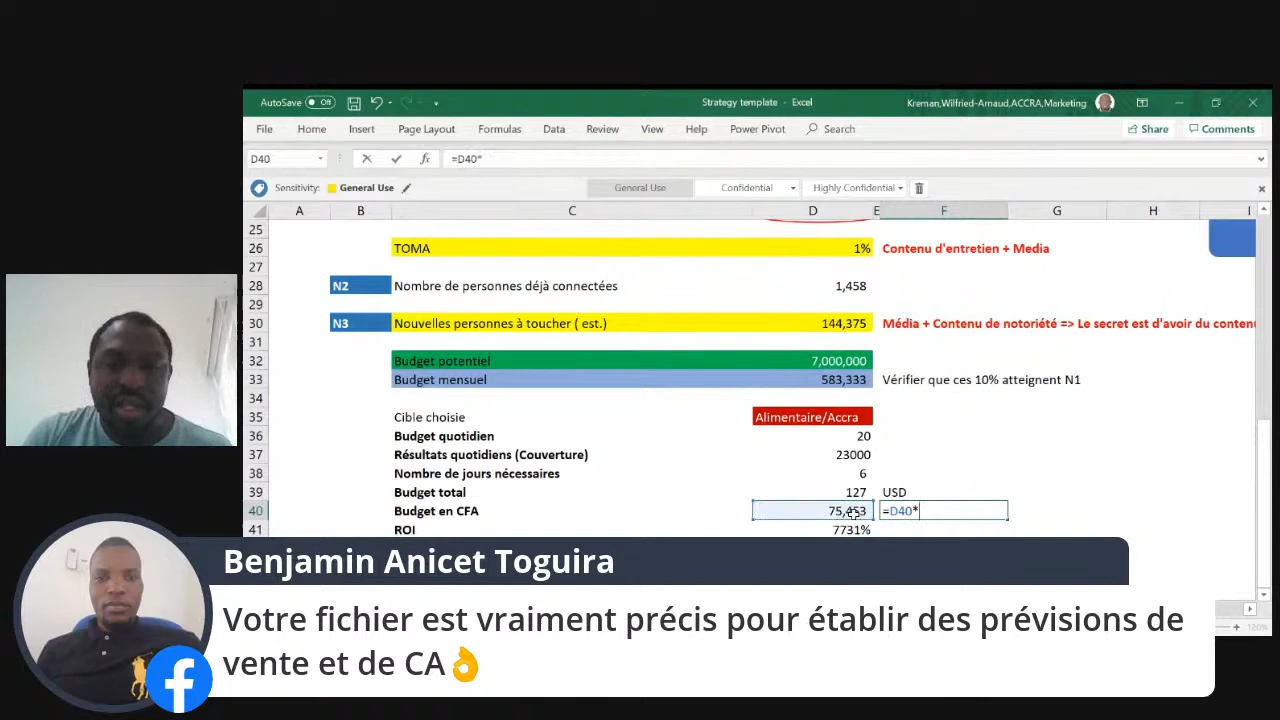 AutoSave Off Strategy template - Excel Kreman,Wilfried-Arnaud,ACCRA,Marketing
File Home Insert Page Layout Formulas Data Review View Help Power Pivot Search Share Comments
D40 fx =D40*
Sensitivity: General Use General Use Confidential Highly Confidential
A B C D E F G H I
25
26 TOMA 1% Contenu d'entretien + Media
27
28 N2 Nombre de personnes déjà connectées 1,458
29
30 N3 Nouvelles personnes à toucher ( est.) 144,375 Média + Contenu de notoriété => Le secret est d'avoir du contenu
31
32 Budget potentiel 7,000,000
33 Budget mensuel 583,333 Vérifier que ces 10% atteignent N1
34
35 Cible choisie Alimentaire/Accra
36 Budget quotidien 20
37 Résultats quotidiens (Couverture) 23000
38 Nombre de jours nécessaires 6
39 Budget total 127 USD
40 Budget en CFA 75,453 =D40*
41 ROI 7731%
120%
Benjamin Anicet Toguira
Votre fichier est vraiment précis pour établir des prévisions de
vente et de CA👌